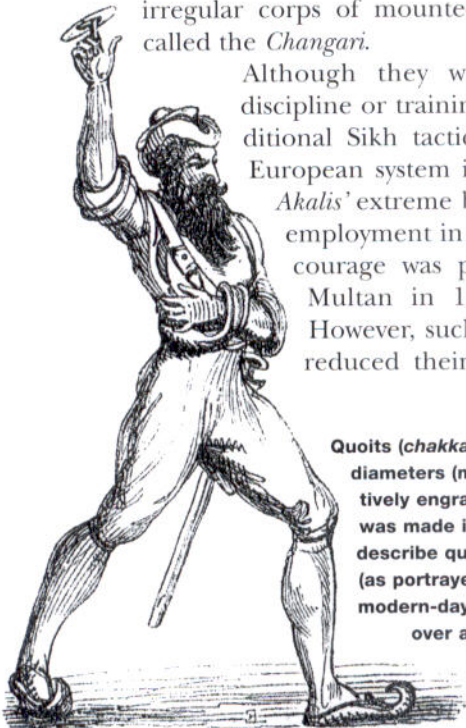 irregular corps of mounte
called the Changari.
Although they w
discipline or training
ditional Sikh tactic
European system i
Akalis' extreme b
employment in
courage was p
Multan in 1
However, such
reduced their
Quoits (chakka
diameters (m
tively engra
was made i
describe qu
(as portraye
modern-day
over a